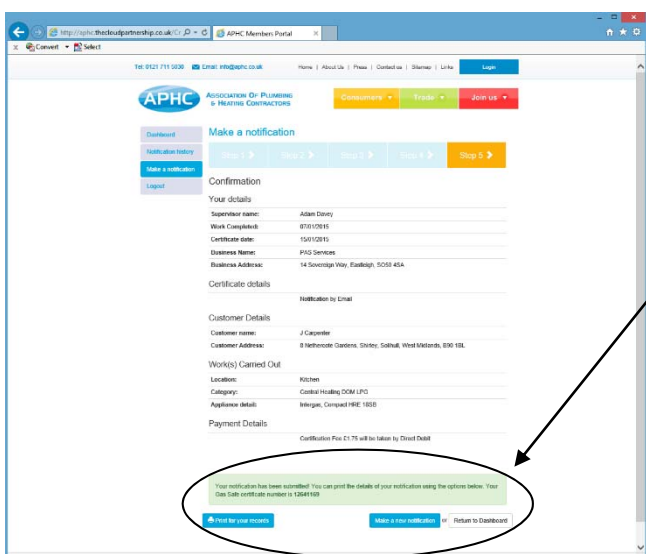 http://aphc.thecloudpartnership.co.uk/Cr
APHC Members Portal
x Convert Select
Tel: 0121 711 5030 Email: info@aphc.co.uk Home | About Us | Press | Contact us | Sitemap | Links Login
APHC ASSOCIATION OF PLUMBING & HEATING CONTRACTORS
Consumers Trade Join us
Dashboard
Notification history
Make a notification
Logout
Make a notification
Step 1 Step 2 Step 3 Step 4 Step 5
Confirmation
Your details
Supervisor name: Adam Davey
Work Completed: 07/01/2015
Certificate date: 15/01/2015
Business Name: PAS Services
Business Address: 14 Sovereign Way, Eastleigh, SO50 4SA
Certificate details
Notification by Email
Customer Details
Customer name: J Carpenter
Customer Address: 8 Nethercote Gardens, Shirley, Solihull, West Midlands, B90 1BL
Work(s) Carried Out
Location: Kitchen
Category: Central Heating DOM LPG
Appliance detail: Intergas, Compact HRE 18SB
Payment Details
Certification Fee £1.75 will be taken by Direct Debit
Your notification has been submitted! You can print the details of your notification using the options below. Your
Gas Safe certificate number is 12641169
Print for your records Make a new notification or Return to Dashboard